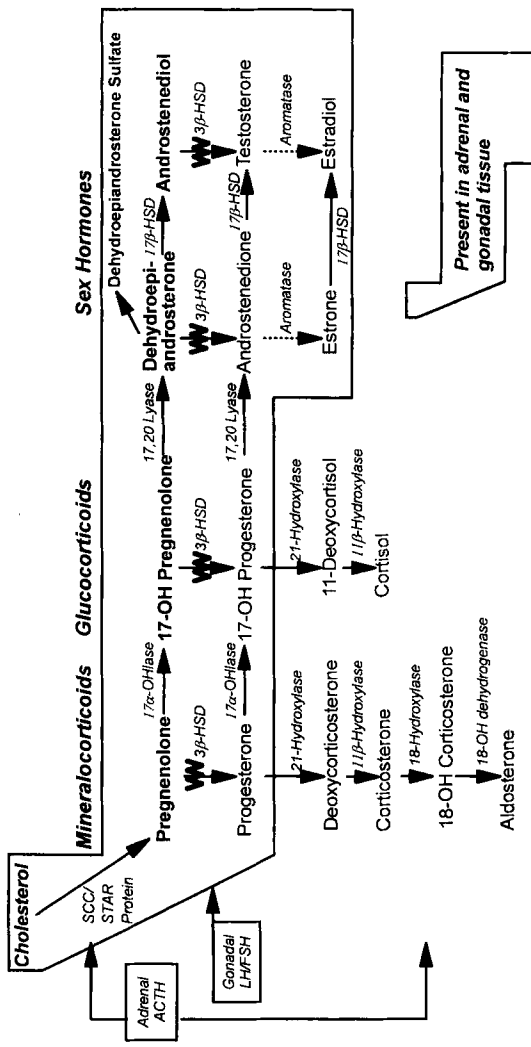 Cholesterol
SCC/
STAR
Protein
Adrenal
ACTH
Gonadal
LH/FSH
Mineralocorticoids
Glucocorticoids
Sex Hormones
Dehydroepiandrosterone Sulfate
Pregnenolone
17α-OHlase
17-OH Pregnenolone
17,20 Lyase
Dehydroepi-
androsterone
17β-HSD
Androstenediol
3β-HSD
3β-HSD
3β-HSD
3β-HSD
Progesterone
17α-OHlase
17-OH Progesterone
17,20 Lyase
Androstenedione
17β-HSD
Testosterone
21-Hydroxylase
21-Hydroxylase
Aromatase
Aromatase
Deoxycorticosterone
11-Deoxycortisol
Estrone
17β-HSD
Estradiol
11β-Hydroxylase
11β-Hydroxylase
Corticosterone
Cortisol
18-Hydroxylase
18-OH Corticosterone
18-OH dehydrogenase
Aldosterone
Present in adrenal and
gonadal tissue